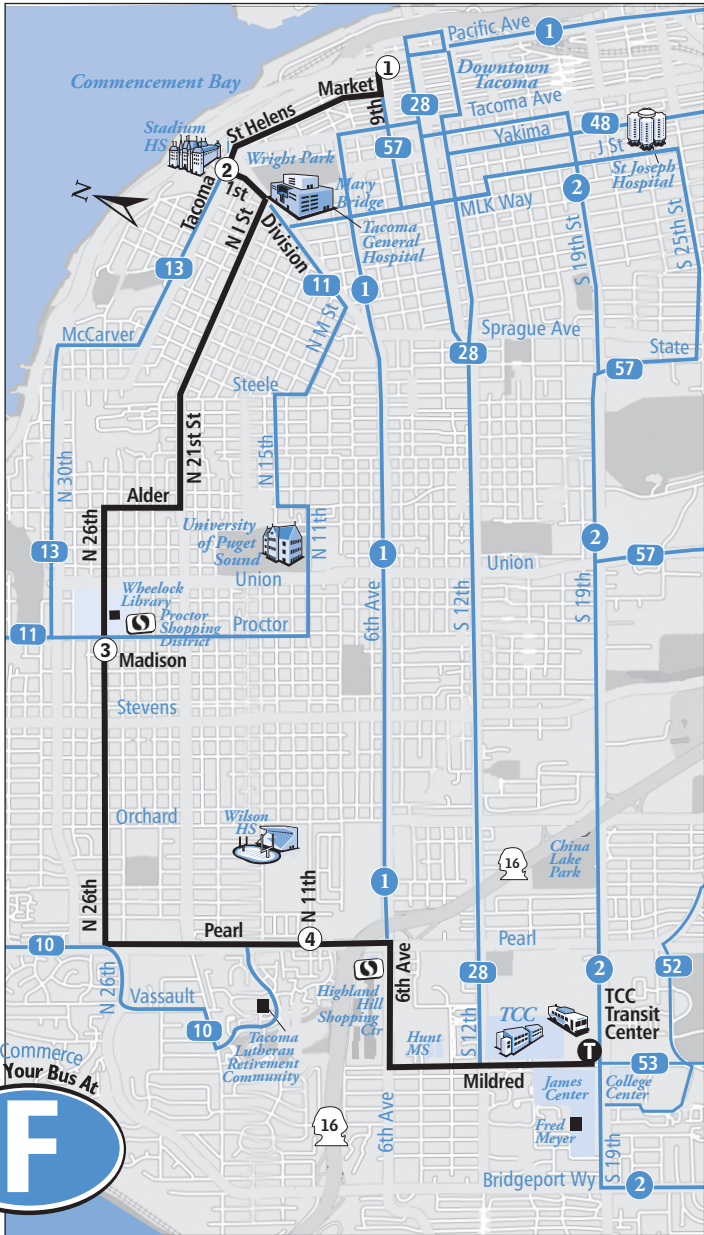 Pacific Ave
1
1
Commencement Bay
Downtown
Tacoma
Market
9th
28
Tacoma Ave
St Helens
Stadium
HS
57
Yakima
48
J St
2
Wright Park
St Joseph
Hospital
N
Tacoma
1st
Mary
Bridge
MLK Way
2
N I St
Division
Tacoma
General
Hospital
S 19th St
S 25th St
13
11
1
N M St
McCarver
Sprague Ave
28
State
57
Steele
N 30th
N 21st St
N 15th
Alder
N 26th
University
of Puget
Sound
N 11th
2
13
1
Union
57
Union
Wheelock
Library
6th Ave
S 12th
S 19th
Proctor
Shopping
District
Proctor
11
3
Madison
Stevens
Orchard
Wilson
HS
China
Lake
Park
16
1
N 26th
N 11th
Pearl
4
Pearl
10
6th Ave
28
2
52
N 26th
Vassault
10
Highland
Hill
Shopping
Ctr
TCC
TCC
Transit
Center
Tacoma
Lutheran
Retirement
Community
Hunt
MS
S 12th
T
53
Commerce
Your Bus At
Mildred
James
Center
College
Center
F
16
6th Ave
Fred
Meyer
S 19th
Bridgeport Wy
2